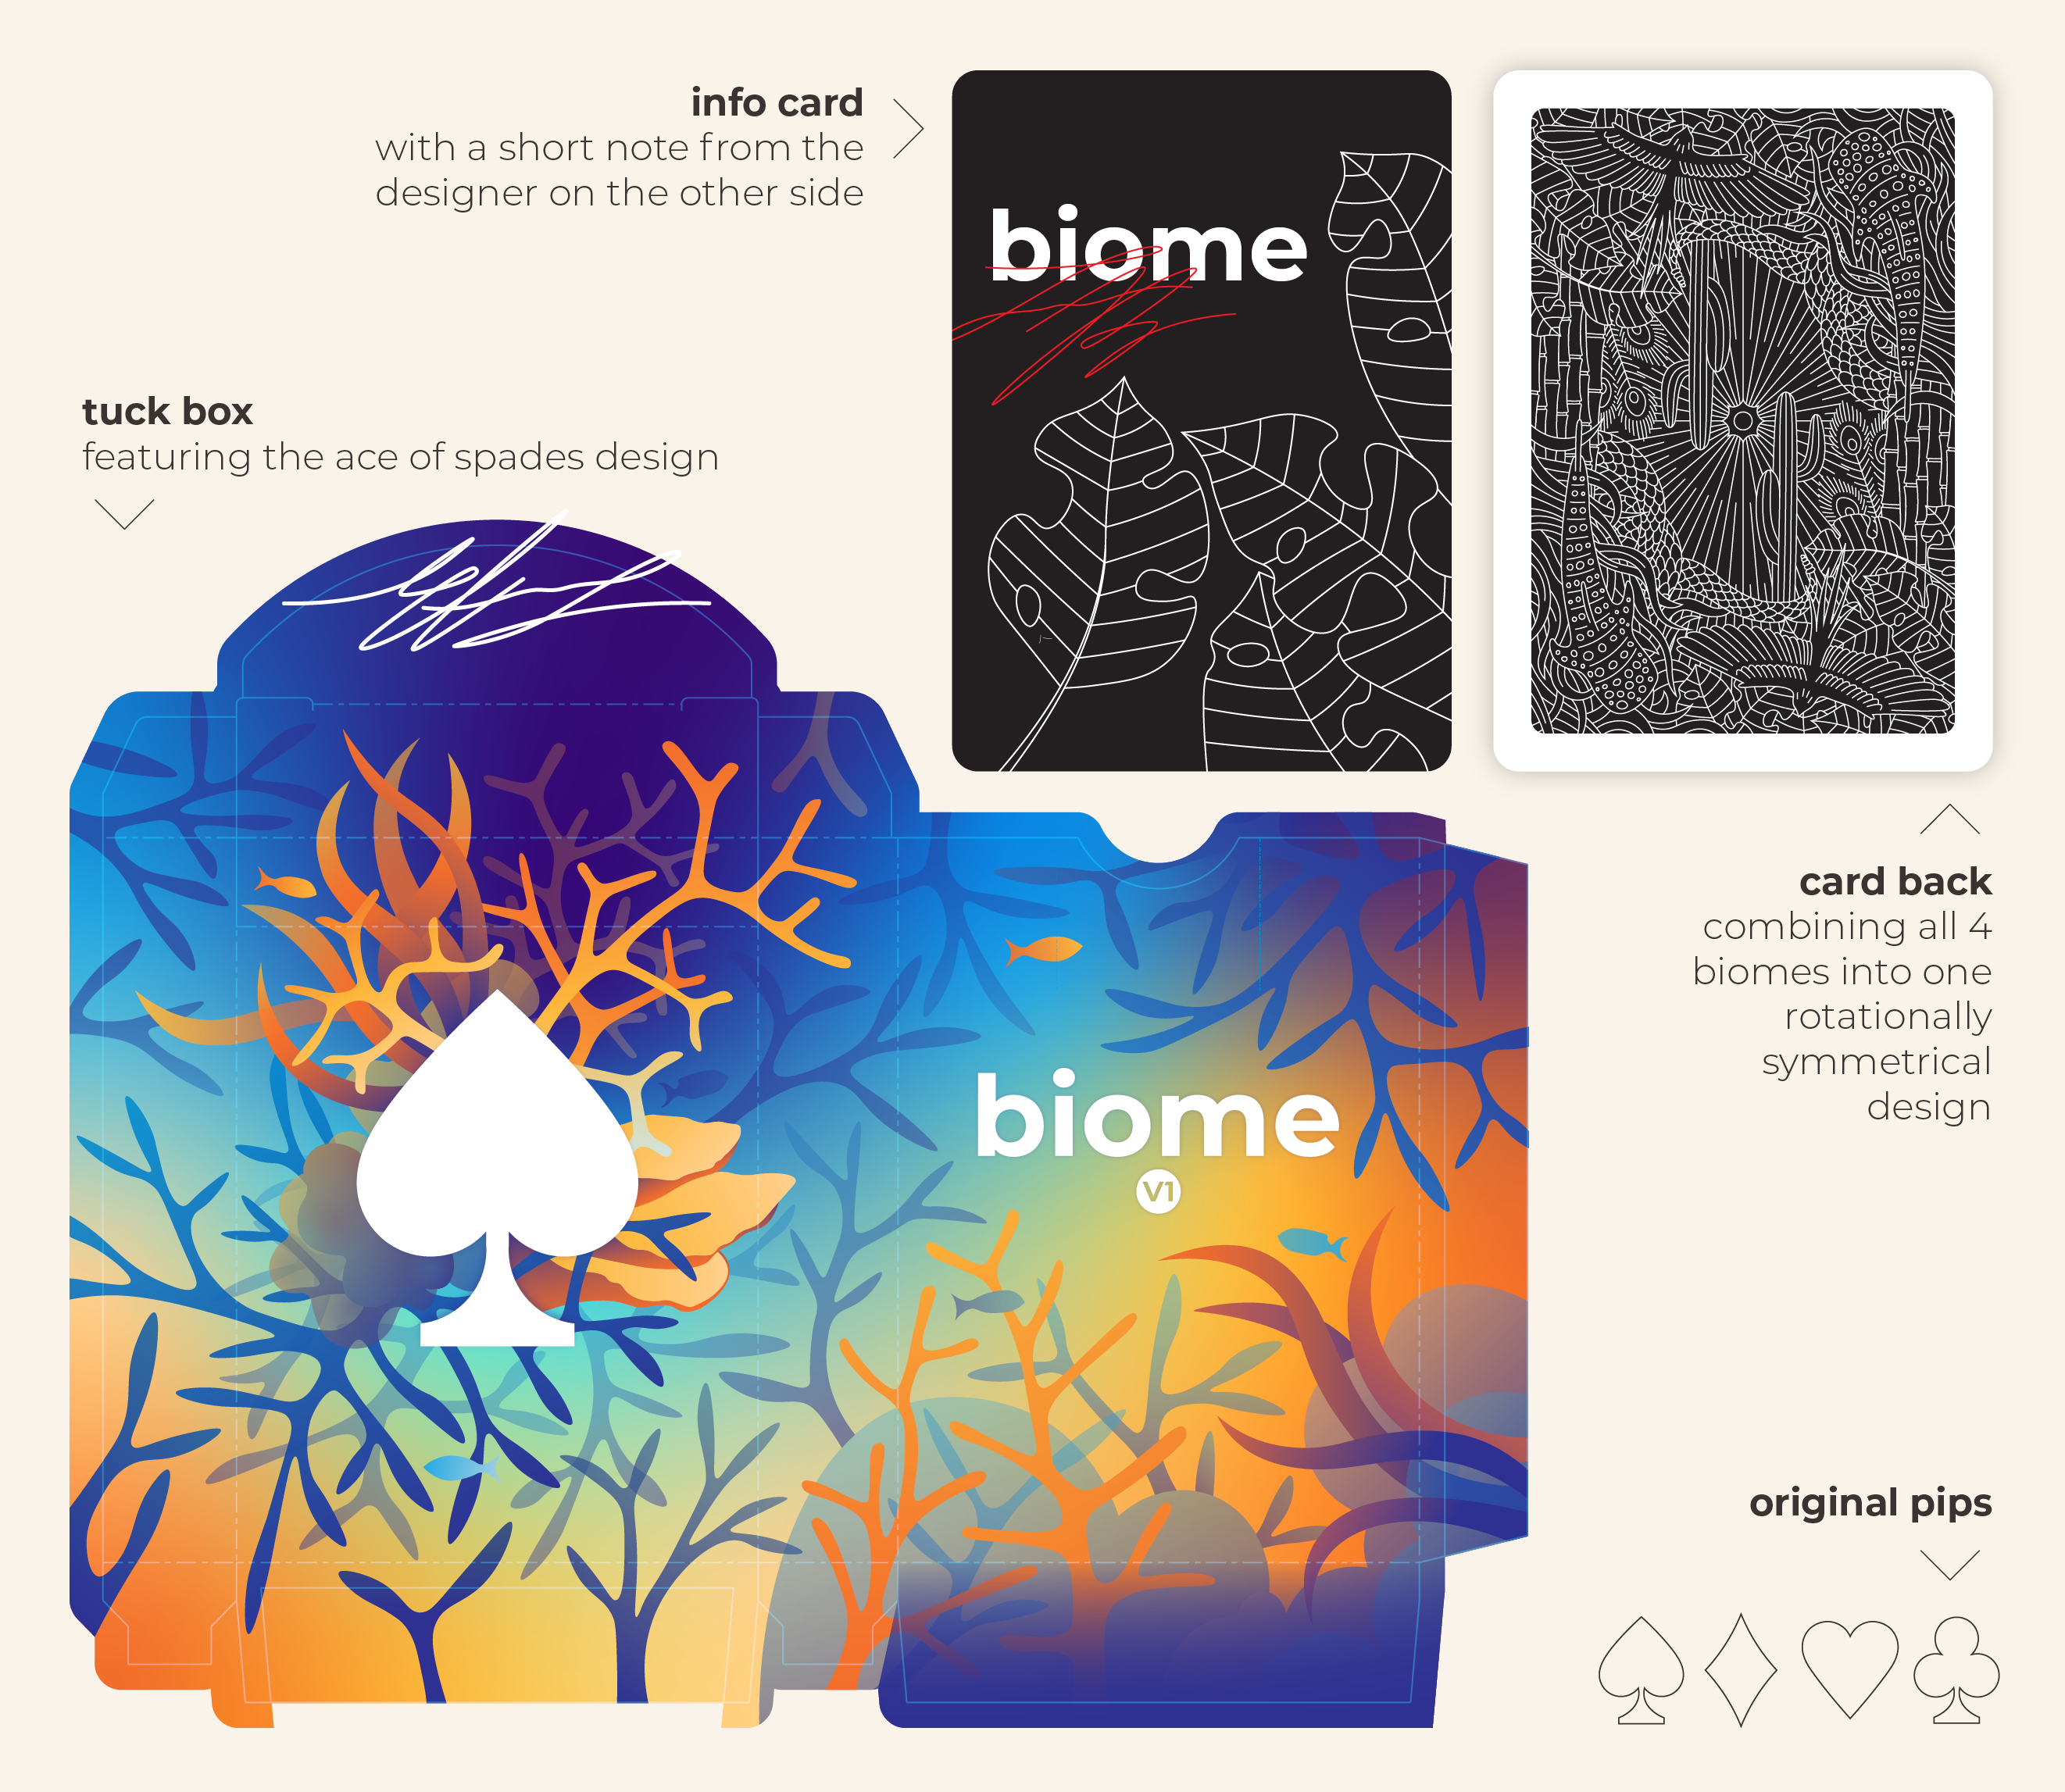 info card
with a short note from the
designer on the other side
biome
tuck box
featuring the ace of spades design
card back
combining all 4
biomes into one
rotationally
symmetrical
design
biome
V1
original pips